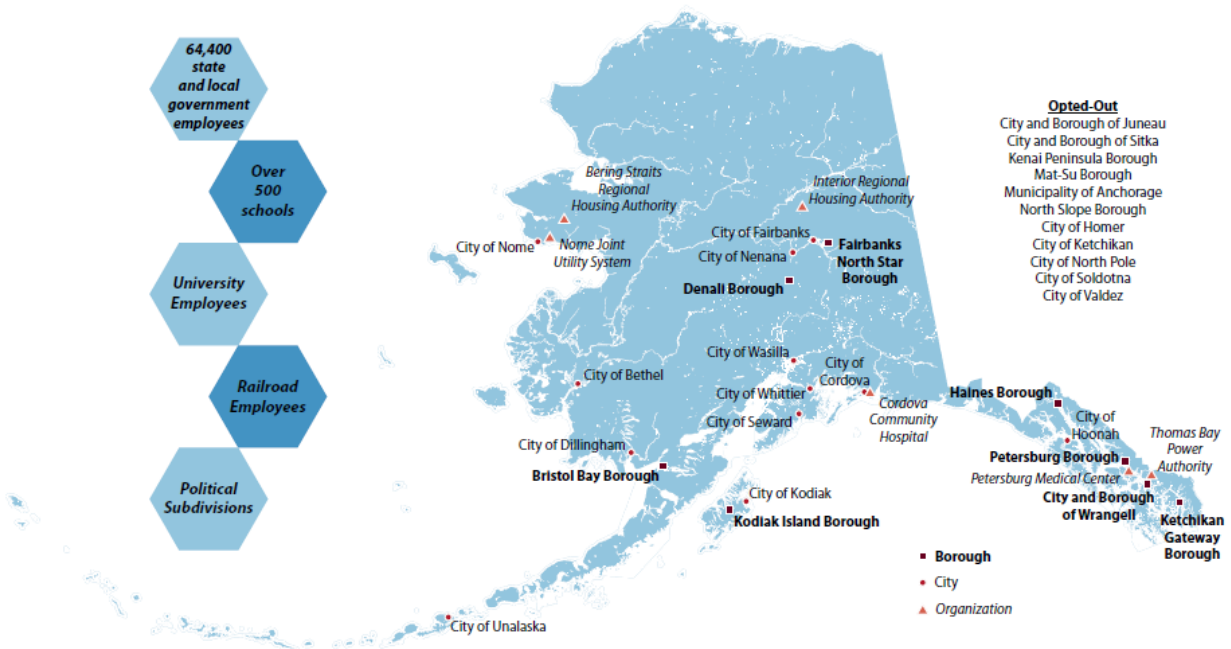 64,400
state
and local
government
employees
Over
500
schools
University
Employees
Railroad
Employees
Political
Subdivisions
Bering Straits
Regional
Housing Authority
City of Nome
Nome Joint
Utility System
Interior Regional
Housing Authority
City of Fairbanks
City of Nenana
Fairbanks
North Star
Borough
Denali Borough
City of Wasilla
City of
Cordova
City of Bethel
City of Whittier
City of Seward
Cordova
Community
Hospital
City of Dillingham
Bristol Bay Borough
City of Kodiak
Kodiak Island Borough
City of Unalaska
Opted-Out
City and Borough of Juneau
City and Borough of Sitka
Kenai Peninsula Borough
Mat-Su Borough
Municipality of Anchorage
North Slope Borough
City of Homer
City of Ketchikan
City of North Pole
City of Soldotna
City of Valdez
Haines Borough
City of
Hoonah
Thomas Bay
Power
Authority
Petersburg Borough
Petersburg Medical Center
City and Borough
of Wrangell
Ketchikan
Gateway
Borough
Borough
City
Organization